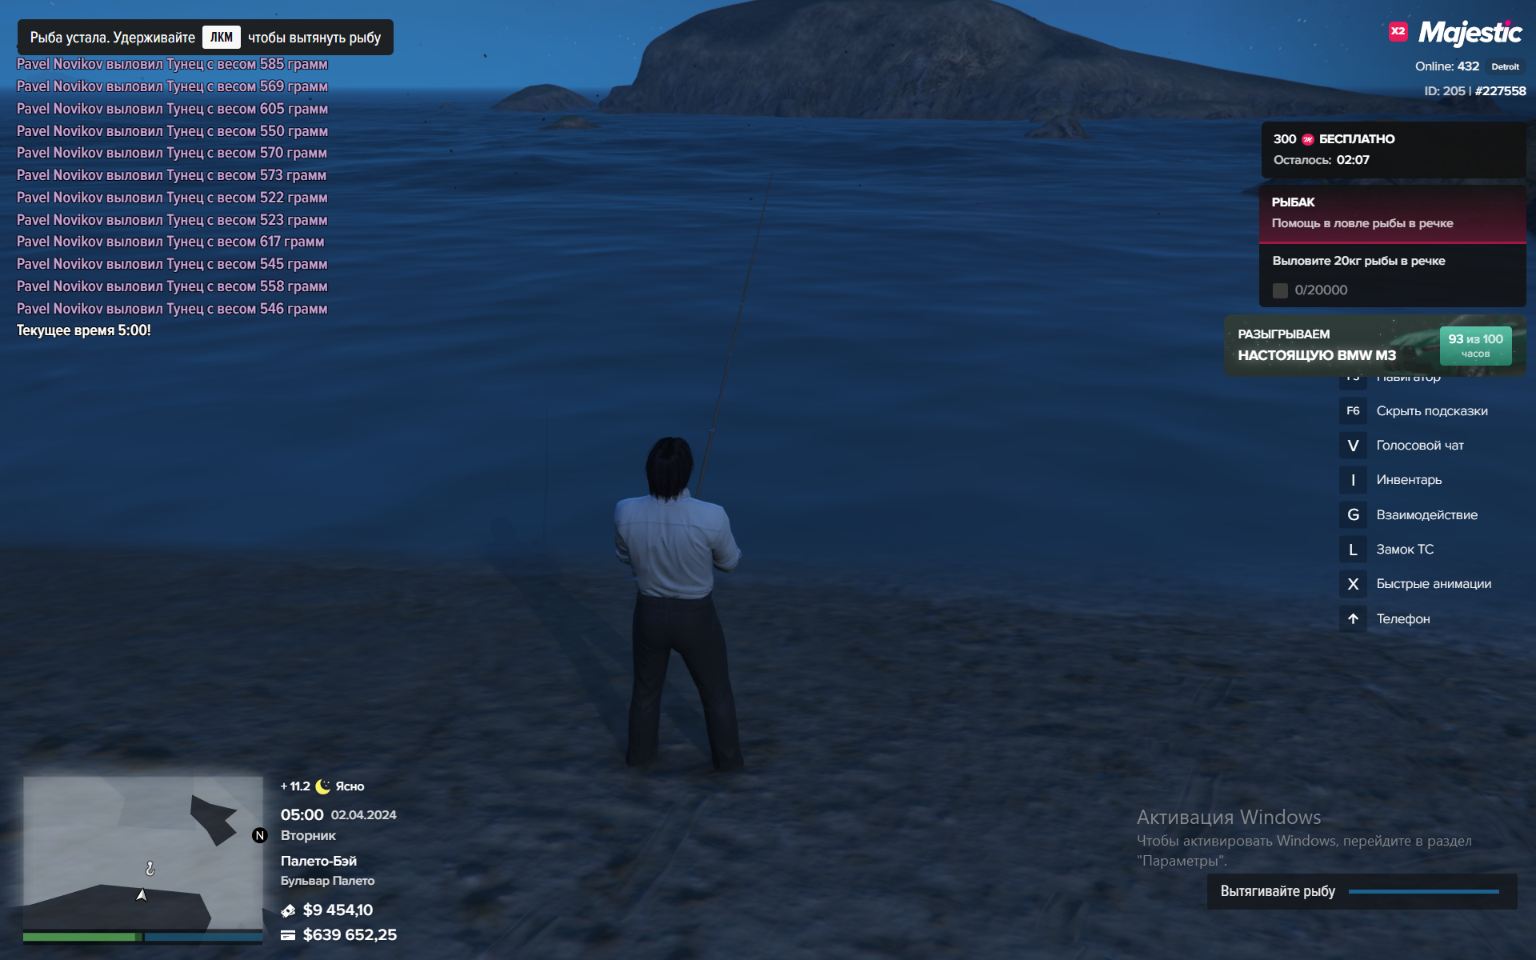 Рыба устала. Удерживайте ЛКМ чтобы вытянуть рыбу
Pavel Novikov выловил Тунец с весом 585 грамм
Pavel Novikov выловил Тунец с весом 569 грамм
Pavel Novikov выловил Тунец с весом 605 грамм
Pavel Novikov выловил Тунец с весом 550 грамм
Pavel Novikov выловил Тунец с весом 570 грамм
Pavel Novikov выловил Тунец с весом 573 грамм
Pavel Novikov выловил Тунец с весом 522 грамм
Pavel Novikov выловил Тунец с весом 523 грамм
Pavel Novikov выловил Тунец с весом 617 грамм
Pavel Novikov выловил Тунец с весом 545 грамм
Pavel Novikov выловил Тунец с весом 558 грамм
Pavel Novikov выловил Тунец с весом 546 грамм
Текущее время 5:00!
X2 Majestic
Online: 432 Detroit
ID: 205 | #227558
300 БЕСПЛАТНО
Осталось: 02:07
РЫБАК
Помощь в ловле рыбы в речке
Выловите 20кг рыбы в речке
0/20000
РАЗЫГРЫВАЕМ
НАСТОЯЩУЮ BMW M3
93 из 100
часов
Навигатор
F6 Скрыть подсказки
V Голосовой чат
I Инвентарь
G Взаимодействие
L Замок ТС
X Быстрые анимации
Телефон
N
+ 11.2 Ясно
05:00 02.04.2024
Вторник
Палето-Бэй
Бульвар Палето
$9 454,10
$639 652,25
Активация Windows
Чтобы активировать Windows, перейдите в раздел
"Параметры".
Вытягивайте рыбу